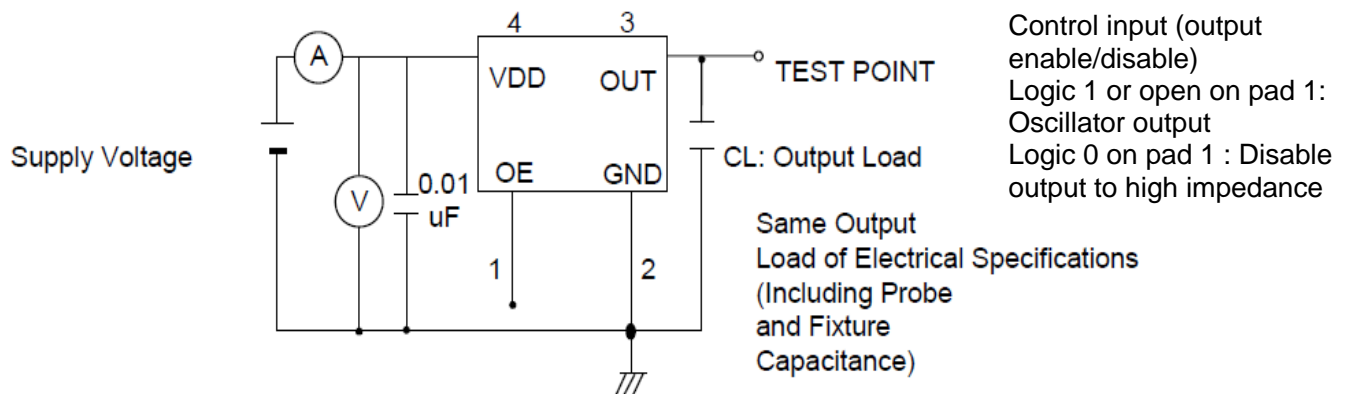 4
3
A
VDD
OUT
TEST POINT
Supply Voltage
CL: Output Load
OE
GND
V
0.01
uF
1
2
Same Output
Load of Electrical Specifications
(Including Probe
and Fixture
Capacitance)
Control input (output
enable/disable)
Logic 1 or open on pad 1:
Oscillator output
Logic 0 on pad 1 : Disable
output to high impedance